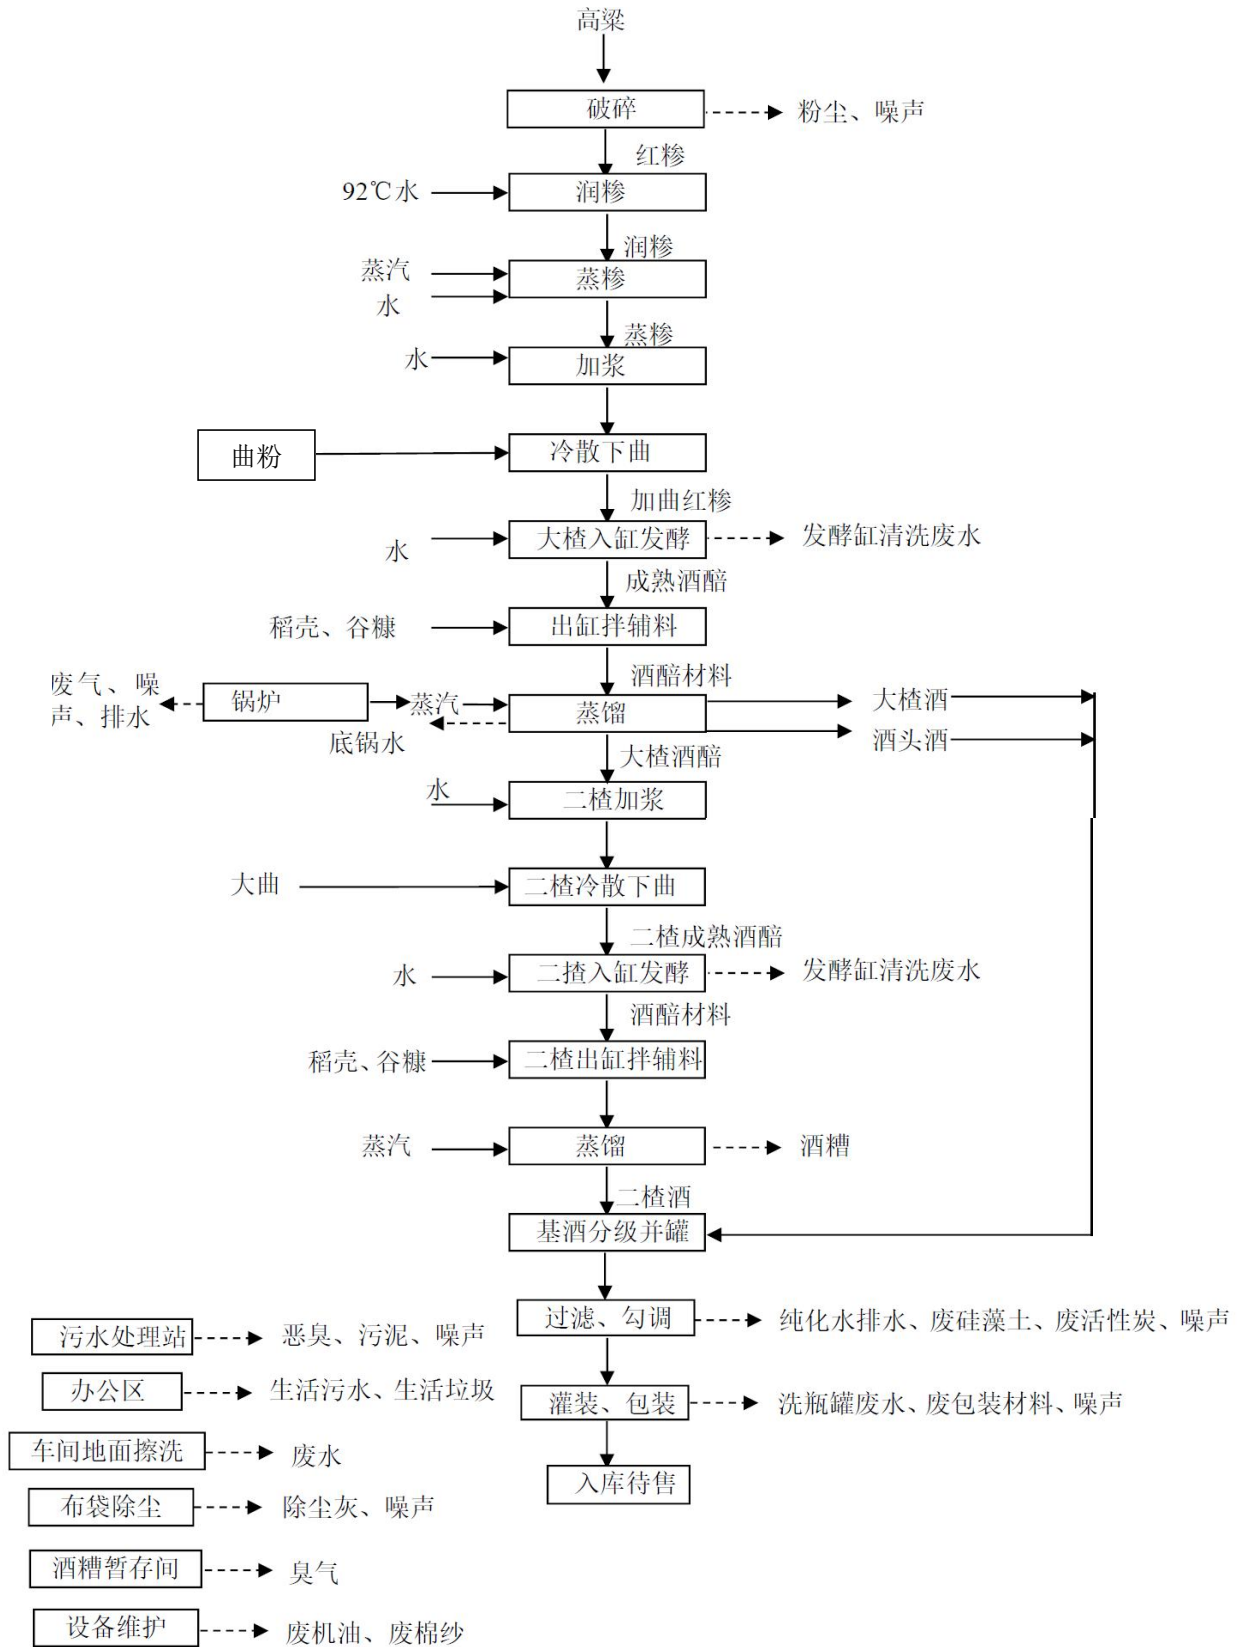 高粱
破碎
粉尘、噪声
红糁
92℃水
润糁
润糁
蒸汽
水
蒸糁
蒸糁
水
加浆
曲粉
冷散下曲
加曲红糁
水
大楂入缸发酵
发酵缸清洗废水
成熟酒醅
稻壳、谷糠
出缸拌辅料
酒醅材料
废气、噪
声、排水
锅炉
蒸汽
蒸馏
大楂酒
底锅水
酒头酒
大楂酒醅
水
二楂加浆
大曲
二楂冷散下曲
二楂成熟酒醅
水
二揸入缸发酵
发酵缸清洗废水
酒醅材料
稻壳、谷糠
二楂出缸拌辅料
蒸汽
蒸馏
酒糟
二楂酒
基酒分级并罐
过滤、勾调
纯化水排水、废硅藻土、废活性炭、噪声
灌装、包装
洗瓶罐废水、废包装材料、噪声
入库待售
污水处理站
恶臭、污泥、噪声
办公区
生活污水、生活垃圾
车间地面擦洗
废水
布袋除尘
除尘灰、噪声
酒糟暂存间
臭气
设备维护
废机油、废棉纱